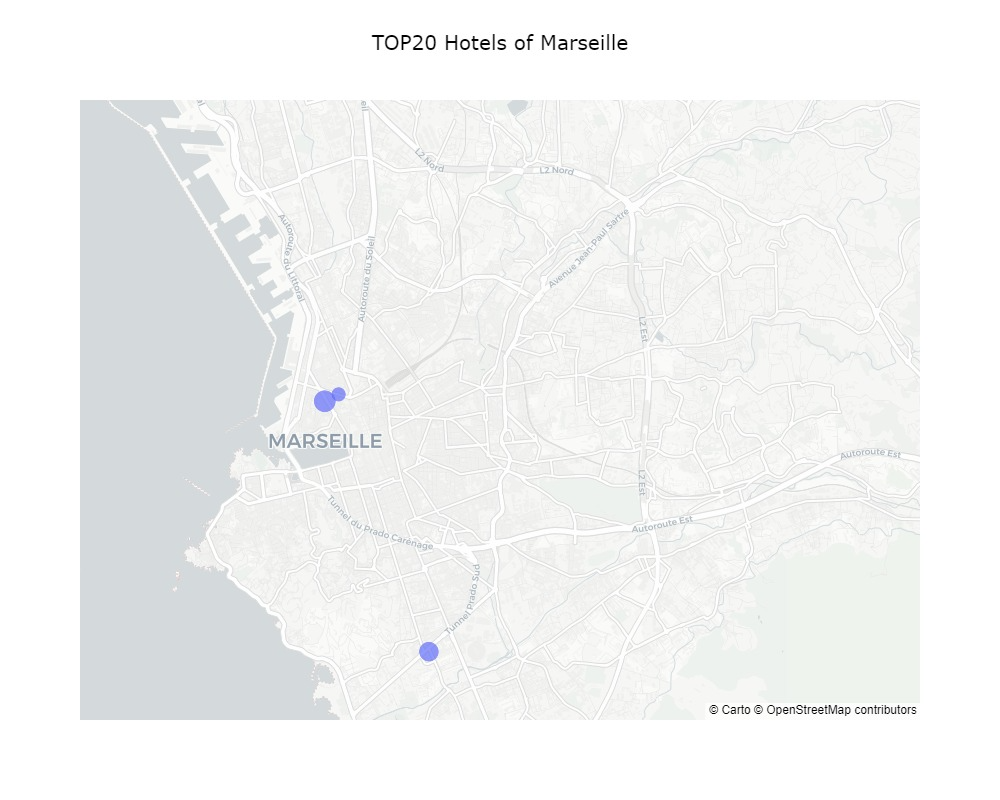 TOP20 Hotels of Marseille
L2 Nord
L2 Nord
Avenue Jean-Paul Sartre
Autoroute du Littoral
Autoroute du Soleil
L2 Est
MARSEILLE
Autoroute Est
L2 Est
Tunnel du Prado Carénage
Autoroute Est
Tunnel Prado Sud
© Carto © OpenStreetMap contributors